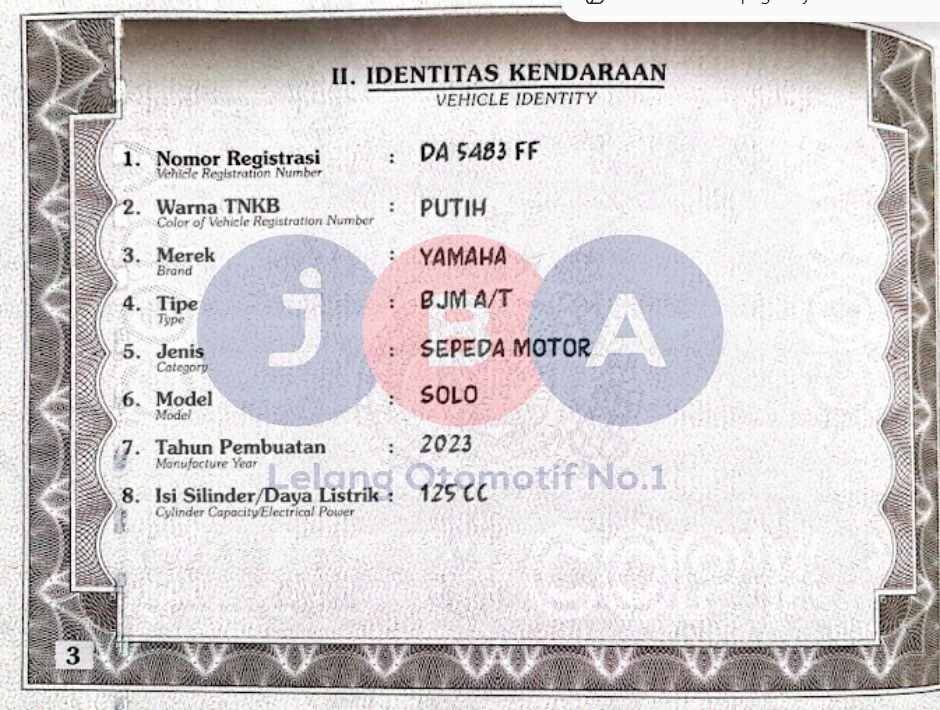 II. IDENTITAS KENDARAAN
VEHICLE IDENTITY
1. Nomor Registrasi : DA 5483 FF
Vehicle Registration Number
2. Warna TNKB : PUTIH
Color of Vehicle Registration Number
3. Merek : YAMAHA
Brand
4. Tipe : BJM A/T
Type
5. Jenis : SEPEDA MOTOR
Category
6. Model : SOLO
Model
7. Tahun Pembuatan : 2023
Manufacture Year
8. Isi Silinder/Daya Listrik : 125 CC
Cylinder Capacity/Electrical Power
JBA
Lelang Otomotif No.1
3